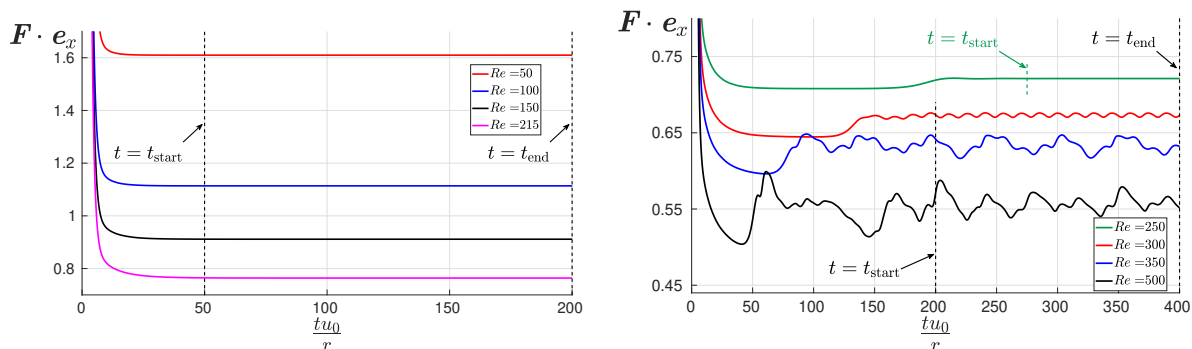 F · e_x
1.6
1.4
1.2
1
0.8
0
50
100
150
200
tu_0
r
Re =50
Re =100
Re =150
Re =215
t = t_start
t = t_end
F · e_x
0.75
0.65
0.55
0.45
0
50
100
150
200
250
300
350
400
tu_0
r
t = t_start
t = t_end
t = t_start
Re =250
Re =300
Re =350
Re =500